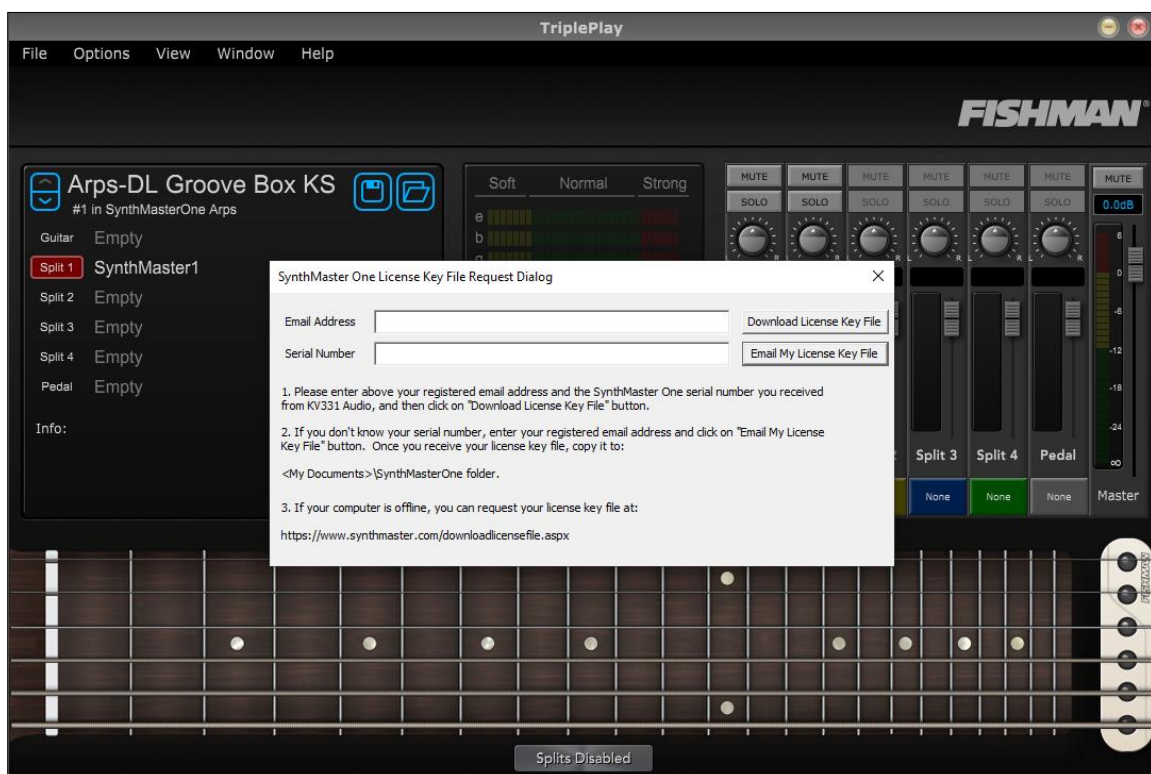 TriplePlay
File Options View Window Help
FISHMAN
Arps-DL Groove Box KS
#1 in SynthMasterOne Arps
Guitar Empty
Split 1 SynthMaster1
Split 2 Empty
Split 3 Empty
Split 4 Empty
Pedal Empty
Info:
Soft Normal Strong
e
b
MUTE MUTE MUTE MUTE MUTE MUTE MUTE
SOLO SOLO SOLO SOLO SOLO SOLO 0.0dB
L R L R L R
6
0
-6
-12
-18
-24
∞
SynthMaster One License Key File Request Dialog
Email Address
Download License Key File
Serial Number
Email My License Key File
1. Please enter above your registered email address and the SynthMaster One serial number you received
from KV331 Audio, and then click on "Download License Key File" button.
2. If you don't know your serial number, enter your registered email address and click on "Email My License
Key File" button. Once you receive your license key file, copy it to:
<My Documents>\SynthMasterOne folder.
3. If your computer is offline, you can request your license key file at:
https://www.synthmaster.com/downloadlicensefile.aspx
Split 3 Split 4 Pedal
None None None Master
FISHMAN
Splits Disabled